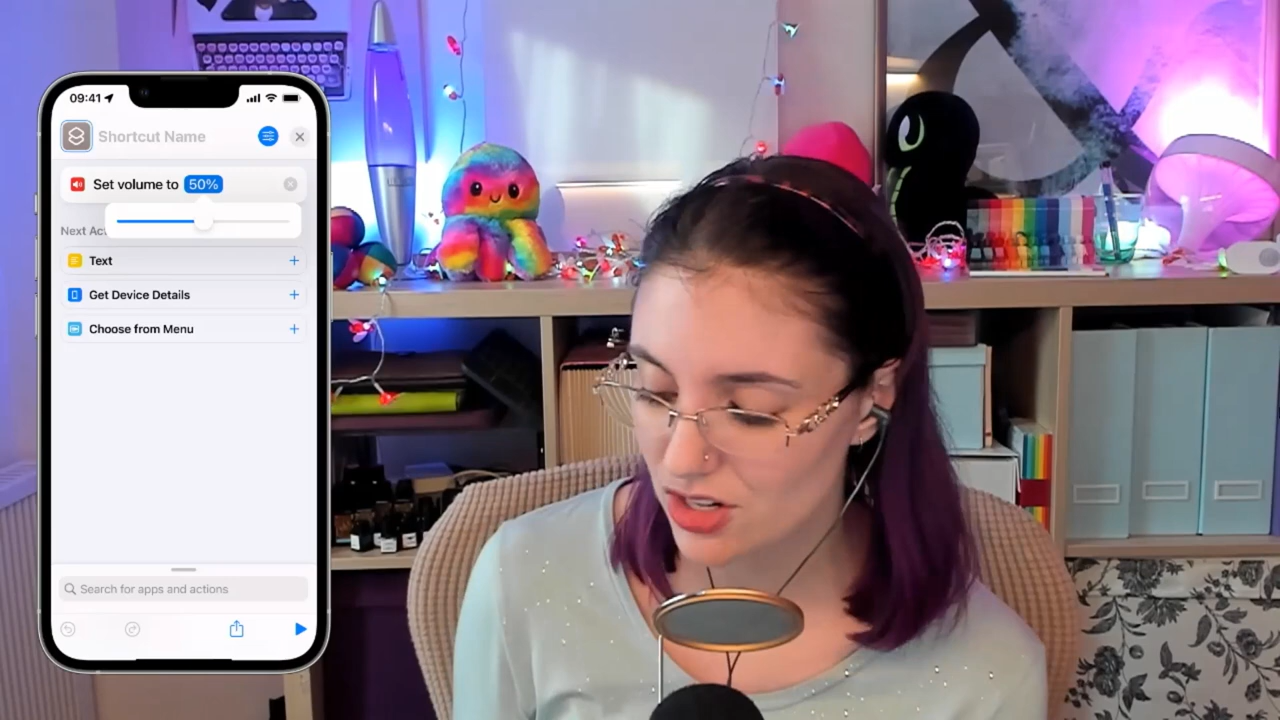 09:41
Shortcut Name
Set volume to 50%
Next Ac
Text
Get Device Details
Choose from Menu
Search for apps and actions